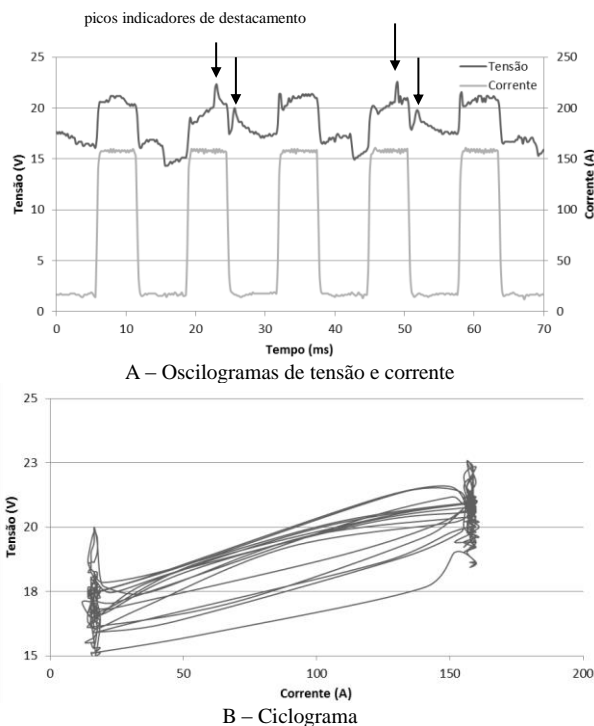 picos indicadores de destacamento
25
20
15
10
5
0
Tensão (V)
250
200
150
100
50
0
Corrente (A)
Tensão
Corrente
0 10 20 30 40 50 60 70
Tempo (ms)
A – Oscilogramas de tensão e corrente
25
23
20
18
15
Tensão (V)
0 50 100 150 200
Corrente (A)
B – Ciclograma